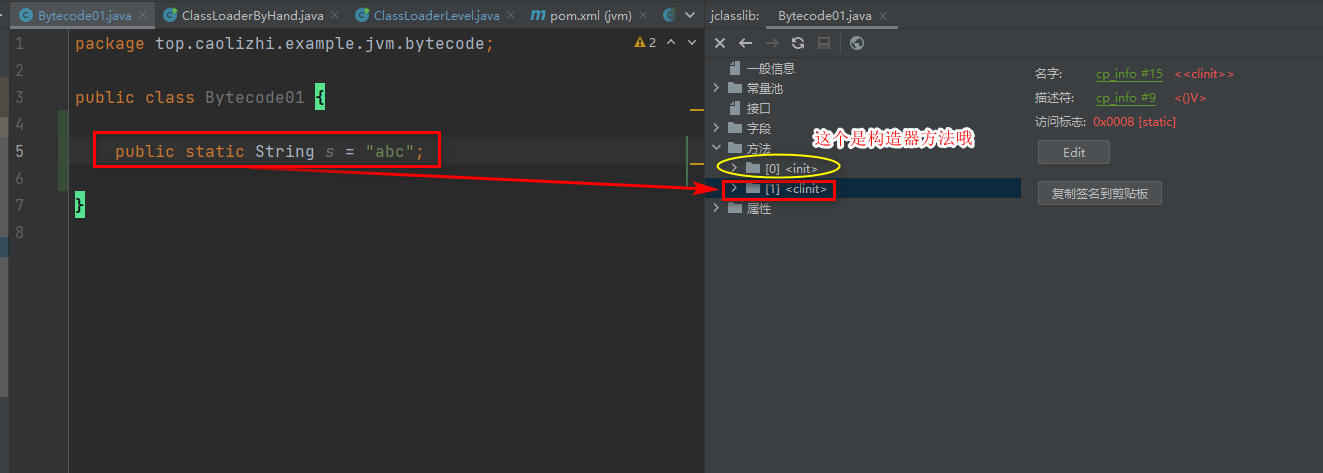 Bytecode01.java
ClassLoaderByHand.java
ClassLoaderLevel.java
pom.xml (jvm)
jclasslib:
Bytecode01.java
1 package top.caolizhi.example.jvm.bytecode;
2
2
3 public class Bytecode01 {
4
5 public static String s = "abc";
6
7 }
8
一般信息
常量池
接口
字段
方法
[0] <init>
[1] <clinit>
属性
这个是构造器方法哦
名字: cp_info #15 <<clinit>>
描述符: cp_info #9 <()V>
访问标志: 0x0008 [static]
Edit
复制签名到剪贴板